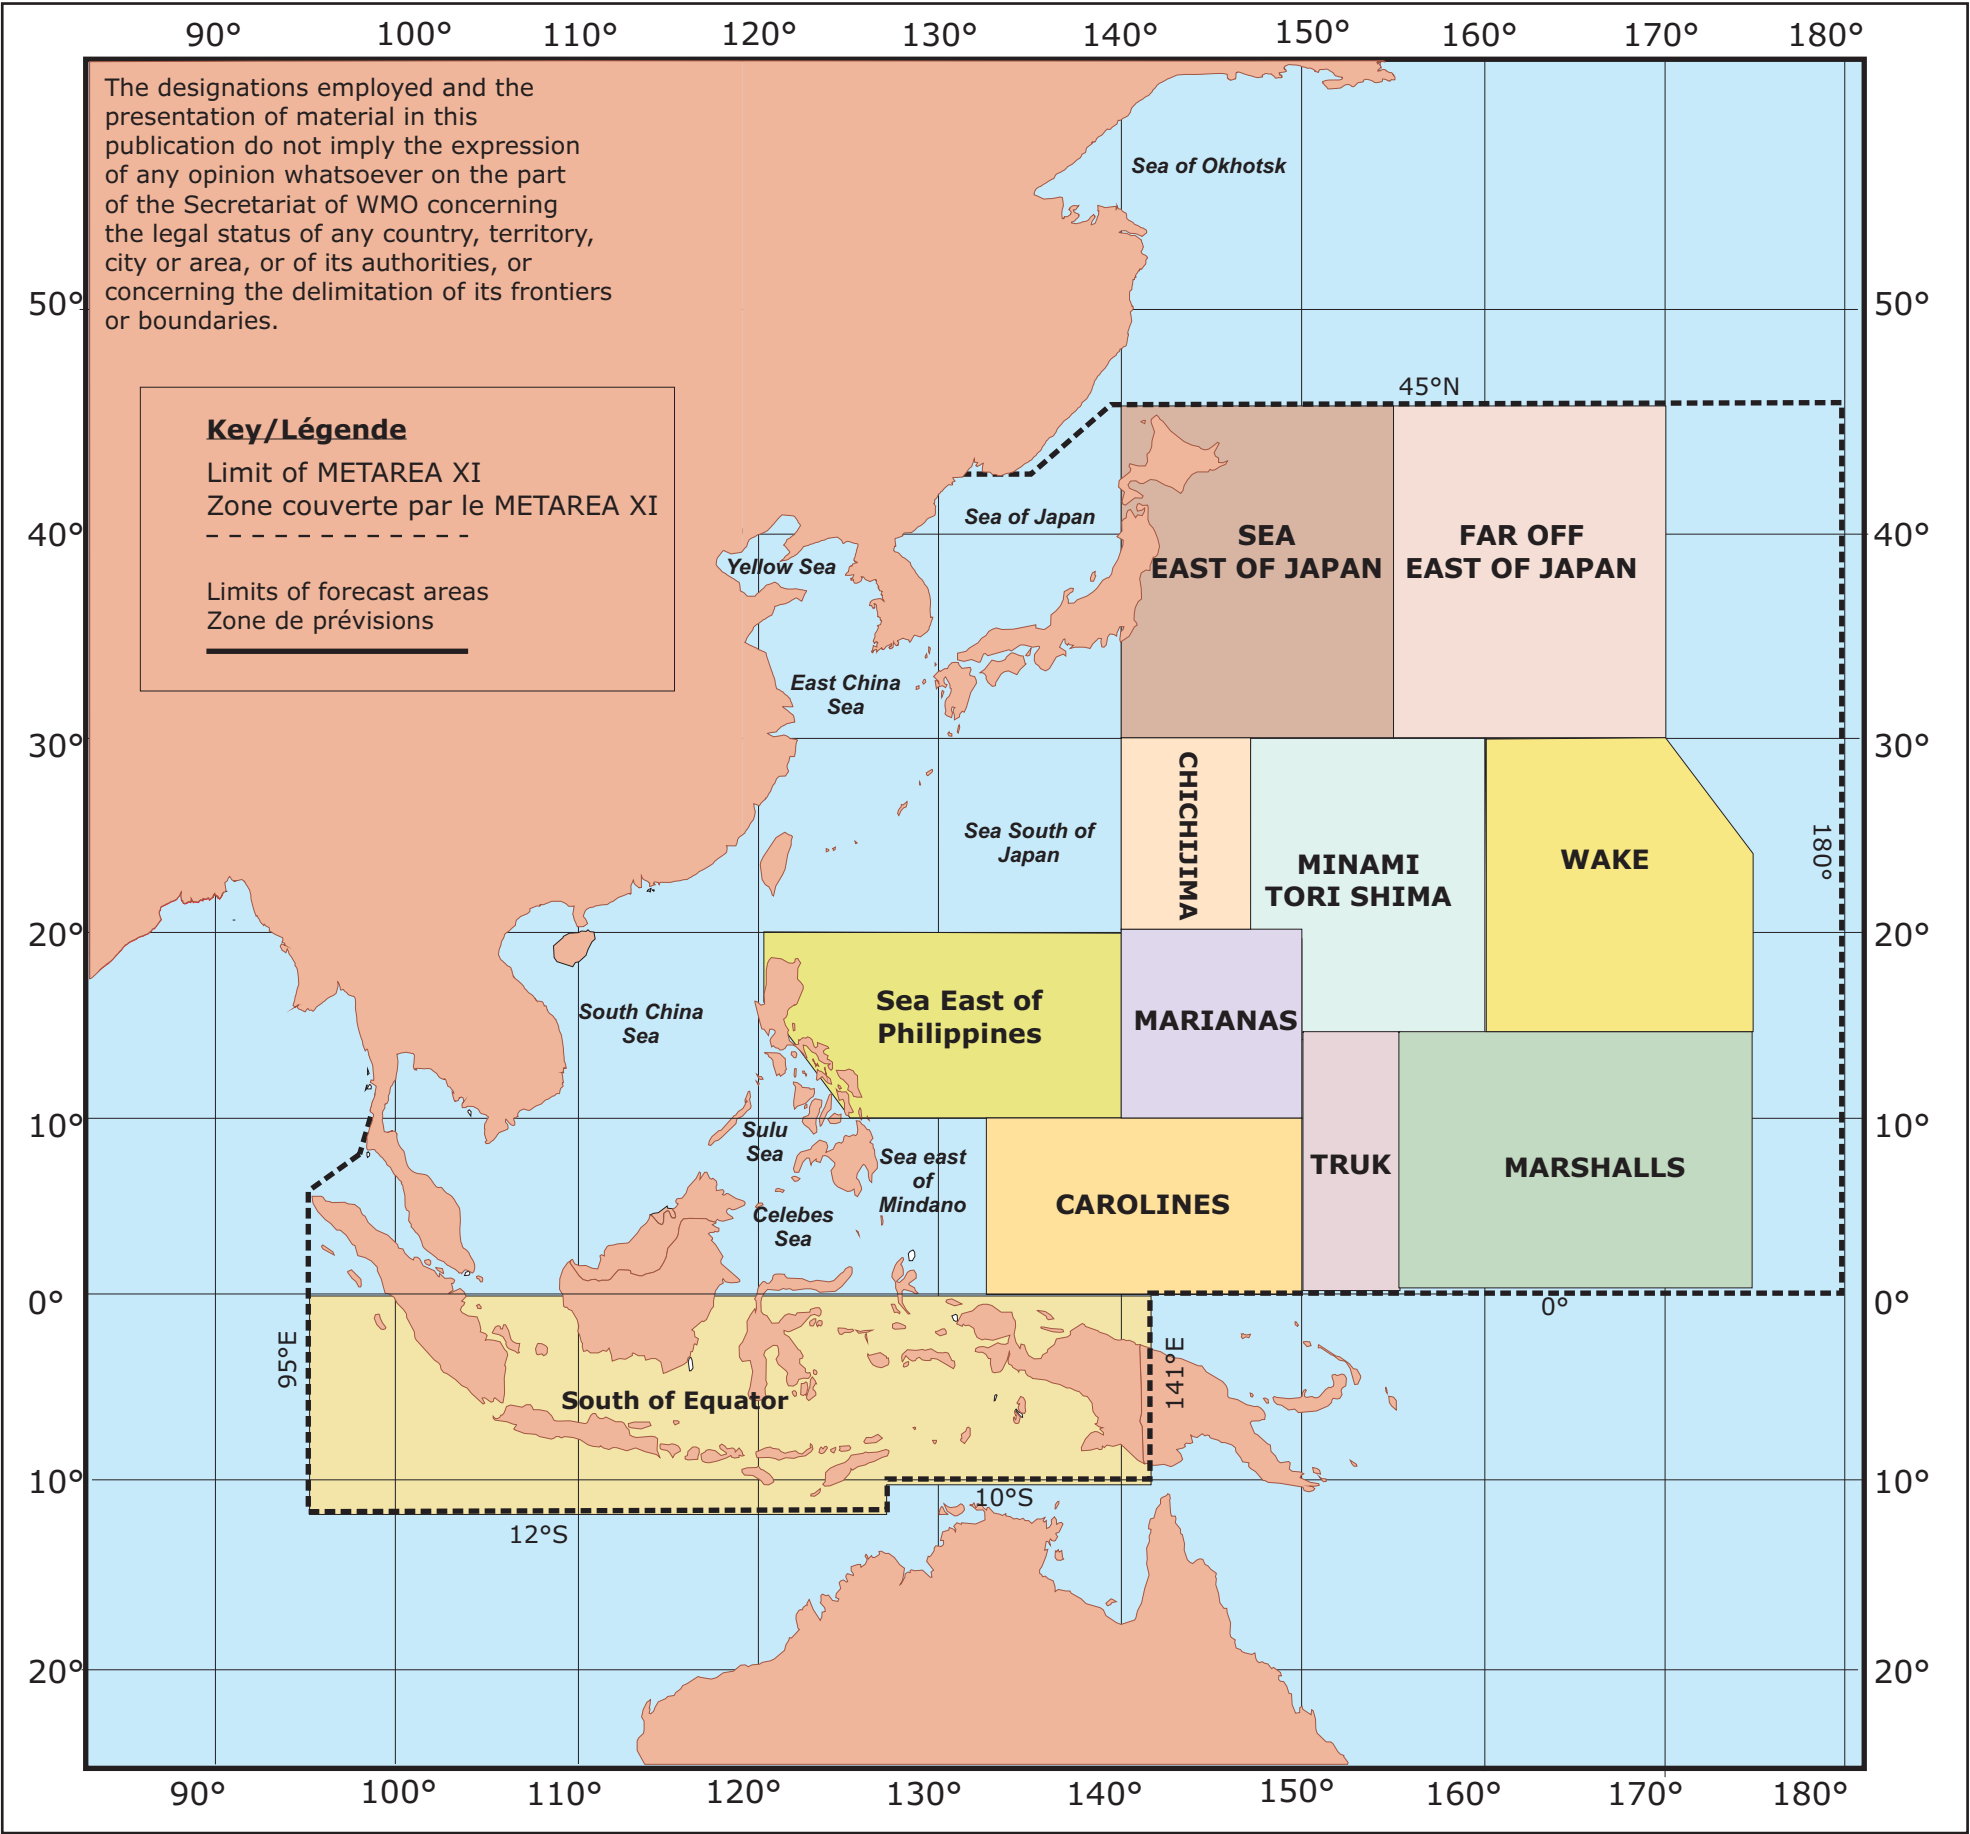 90° 100° 110° 120° 130° 140° 150° 160° 170° 180°
The designations employed and the
presentation of material in this
publication do not imply the expression
of any opinion whatsoever on the part
of the Secretariat of WMO concerning
the legal status of any country, territory,
city or area, or of its authorities, or
concerning the delimitation of its frontiers
or boundaries.
Sea of Okhotsk
50° 50°
45°N
Key/Légende
Limit of METAREA XI
Zone couverte par le METAREA XI
Limits of forecast areas
Zone de prévisions
Sea of Japan
40° 40°
SEA
EAST OF JAPAN
FAR OFF
EAST OF JAPAN
Yellow Sea
East China
Sea
30° 30°
CHICHIJIMA
Sea South of
Japan
MINAMI
TORI SHIMA
WAKE
180°
20° 20°
South China
Sea
Sea East of
Philippines
MARIANAS
10° 10°
Sulu
Sea
Sea east
of
Mindano
Celebes
Sea
CAROLINES
TRUK
MARSHALLS
0° 0°
0°
95°E
141°E
South of Equator
10° 10°
10°S
12°S
20° 20°
90° 100° 110° 120° 130° 140° 150° 160° 170° 180°